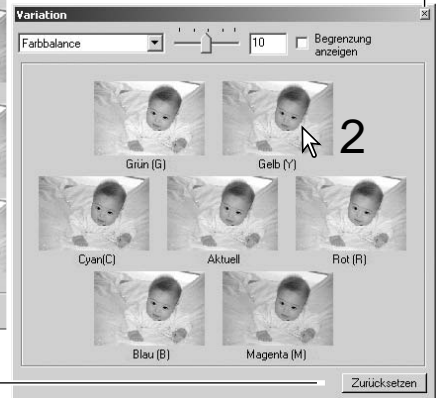 Variation
Farbbalance
10
Begrenzung
anzeigen
2
Grün (G)
Gelb (Y)
Cyan(C)
Aktuell
Rot (R)
Blau (B)
Magenta (M)
Zurücksetzen